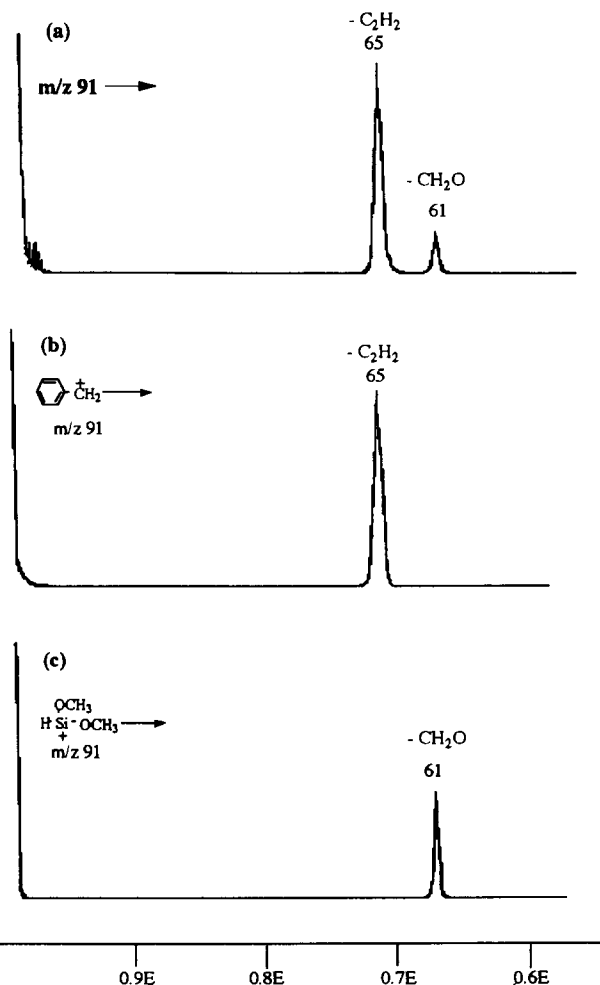 (a)
- C2H2
65
m/z 91
- CH2O
61
(b)
- C2H2
65
+
CH2
m/z 91
(c)
OCH3
H Si - OCH3
+
m/z 91
- CH2O
61
0.9E 0.8E 0.7E 0.6E